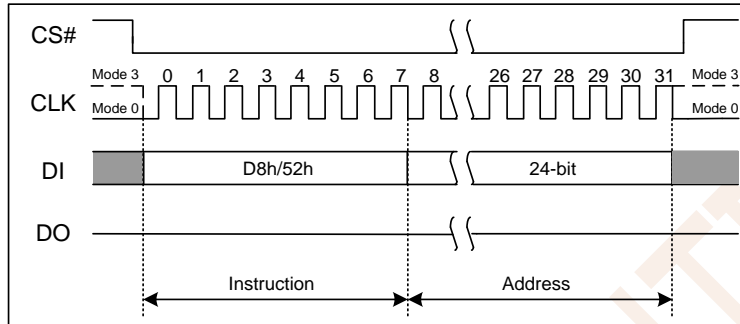 CS#
Mode 3 0 1 2 3 4 5 6 7 8 26 27 28 29 30 31 Mode 3
CLK
Mode 0 Mode 0
DI D8h/52h 24-bit
DO
Instruction Address